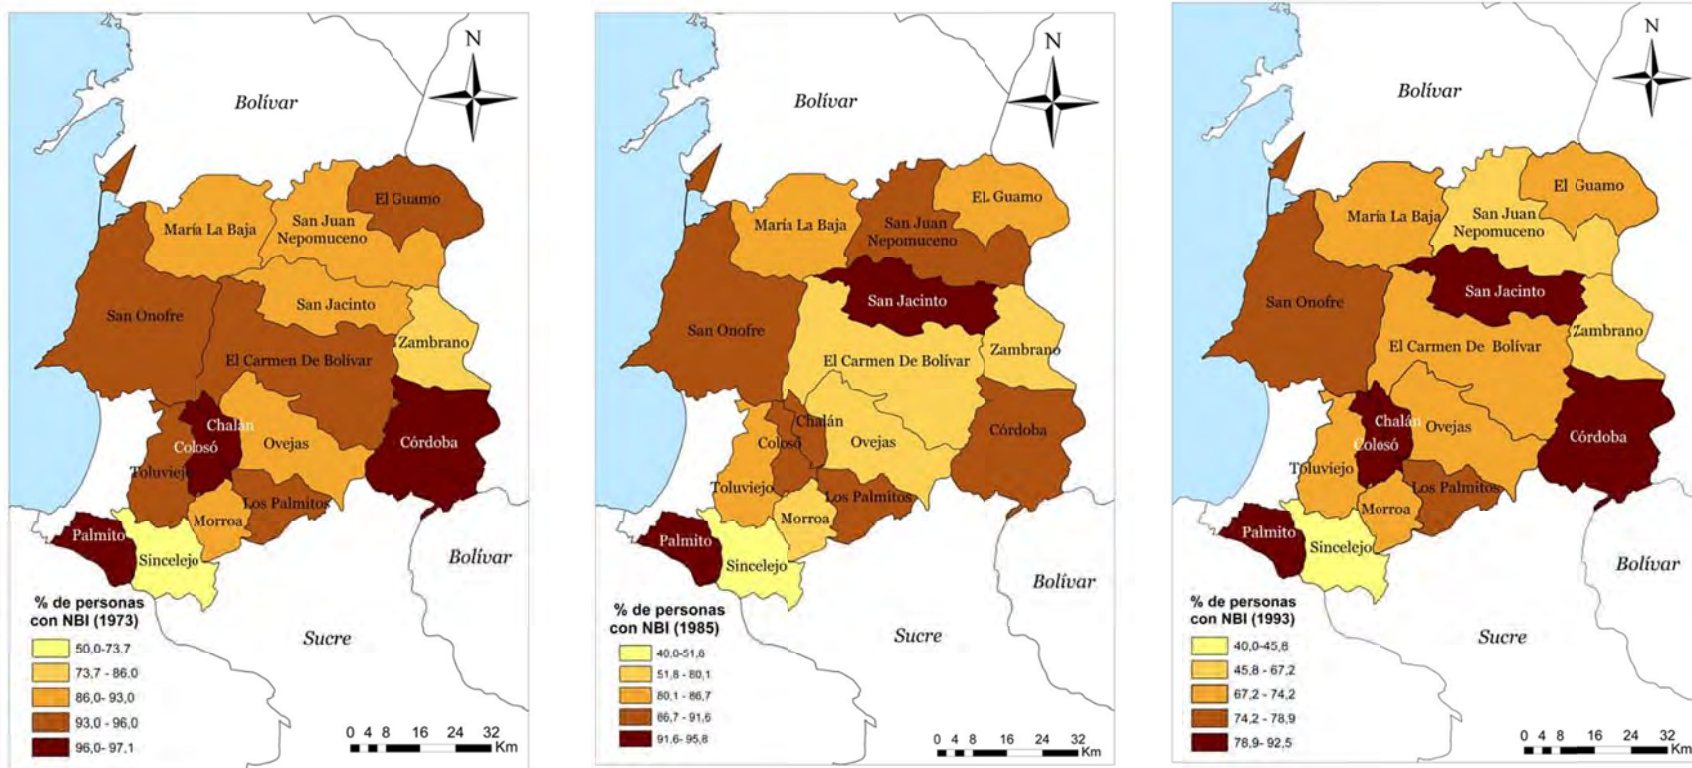 N
Bolívar
El Guamo
María La Baja
San Juan
Nepomuceno
San Jacinto
San Onofre
Zambrano
El Carmen De Bolívar
Chalán
Colosó
Ovejas
Córdoba
Toluviejo
Los Palmitos
Morroa
Palmito
Sincelejo
Bolívar
Sucre
% de personas
con NBI (1973)
50,0-73,7
73,7 - 86,0
86,0 - 93,0
93,0 - 96,0
96,0- 97,1
0 4 8 16 24 32
Km
N
Bolívar
El Guamo
María La Baja
San Juan
Nepomuceno
San Jacinto
San Onofre
Zambrano
El Carmen De Bolívar
Chalán
Colosó
Ovejas
Córdoba
Toluviejo
Los Palmitos
Morroa
Palmito
Sincelejo
Bolívar
Sucre
% de personas
con NBI (1985)
40,0-51,8
51,8 - 80,1
80,1 - 86,7
86,7 - 91,6
91,6- 95,8
0 4 8 16 24 32
Km
N
Bolívar
El Guamo
María La Baja
San Juan
Nepomuceno
San Jacinto
San Onofre
Zambrano
El Carmen De Bolívar
Chalán
Colosó
Ovejas
Córdoba
Toluviejo
Los Palmitos
Morroa
Palmito
Sincelejo
Bolívar
Sucre
% de personas
con NBI (1993)
40,0-45,8
45,8 - 67,2
67,2 - 74,2
74,2 - 78,9
78,9- 92,5
0 4 8 16 24 32
Km